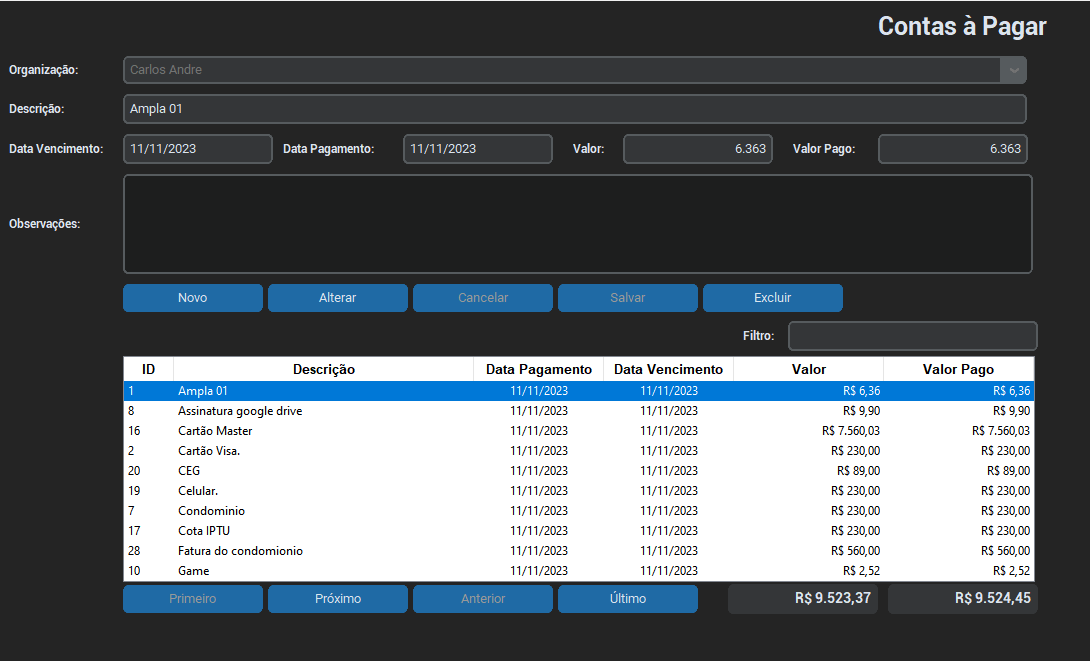 Contas à Pagar
Organização: Carlos Andre
Descrição: Ampla 01
Data Vencimento: 11/11/2023 Data Pagamento: 11/11/2023 Valor: 6.363 Valor Pago: 6.363
Observações:
Novo Alterar Cancelar Salvar Excluir
Filtro:
ID Descrição Data Pagamento Data Vencimento Valor Valor Pago
1 Ampla 01 11/11/2023 11/11/2023 R$ 6,36 R$ 6,36
8 Assinatura google drive 11/11/2023 11/11/2023 R$ 9,90 R$ 9,90
16 Cartão Master 11/11/2023 11/11/2023 R$ 7.560,03 R$ 7.560,03
2 Cartão Visa. 11/11/2023 11/11/2023 R$ 230,00 R$ 230,00
20 CEG 11/11/2023 11/11/2023 R$ 89,00 R$ 89,00
19 Celular. 11/11/2023 11/11/2023 R$ 230,00 R$ 230,00
7 Condominio 11/11/2023 11/11/2023 R$ 230,00 R$ 230,00
17 Cota IPTU 11/11/2023 11/11/2023 R$ 230,00 R$ 230,00
28 Fatura do condomionio 11/11/2023 11/11/2023 R$ 560,00 R$ 560,00
10 Game 11/11/2023 11/11/2023 R$ 2,52 R$ 2,52
Primeiro Próximo Anterior Último R$ 9.523,37 R$ 9.524,45